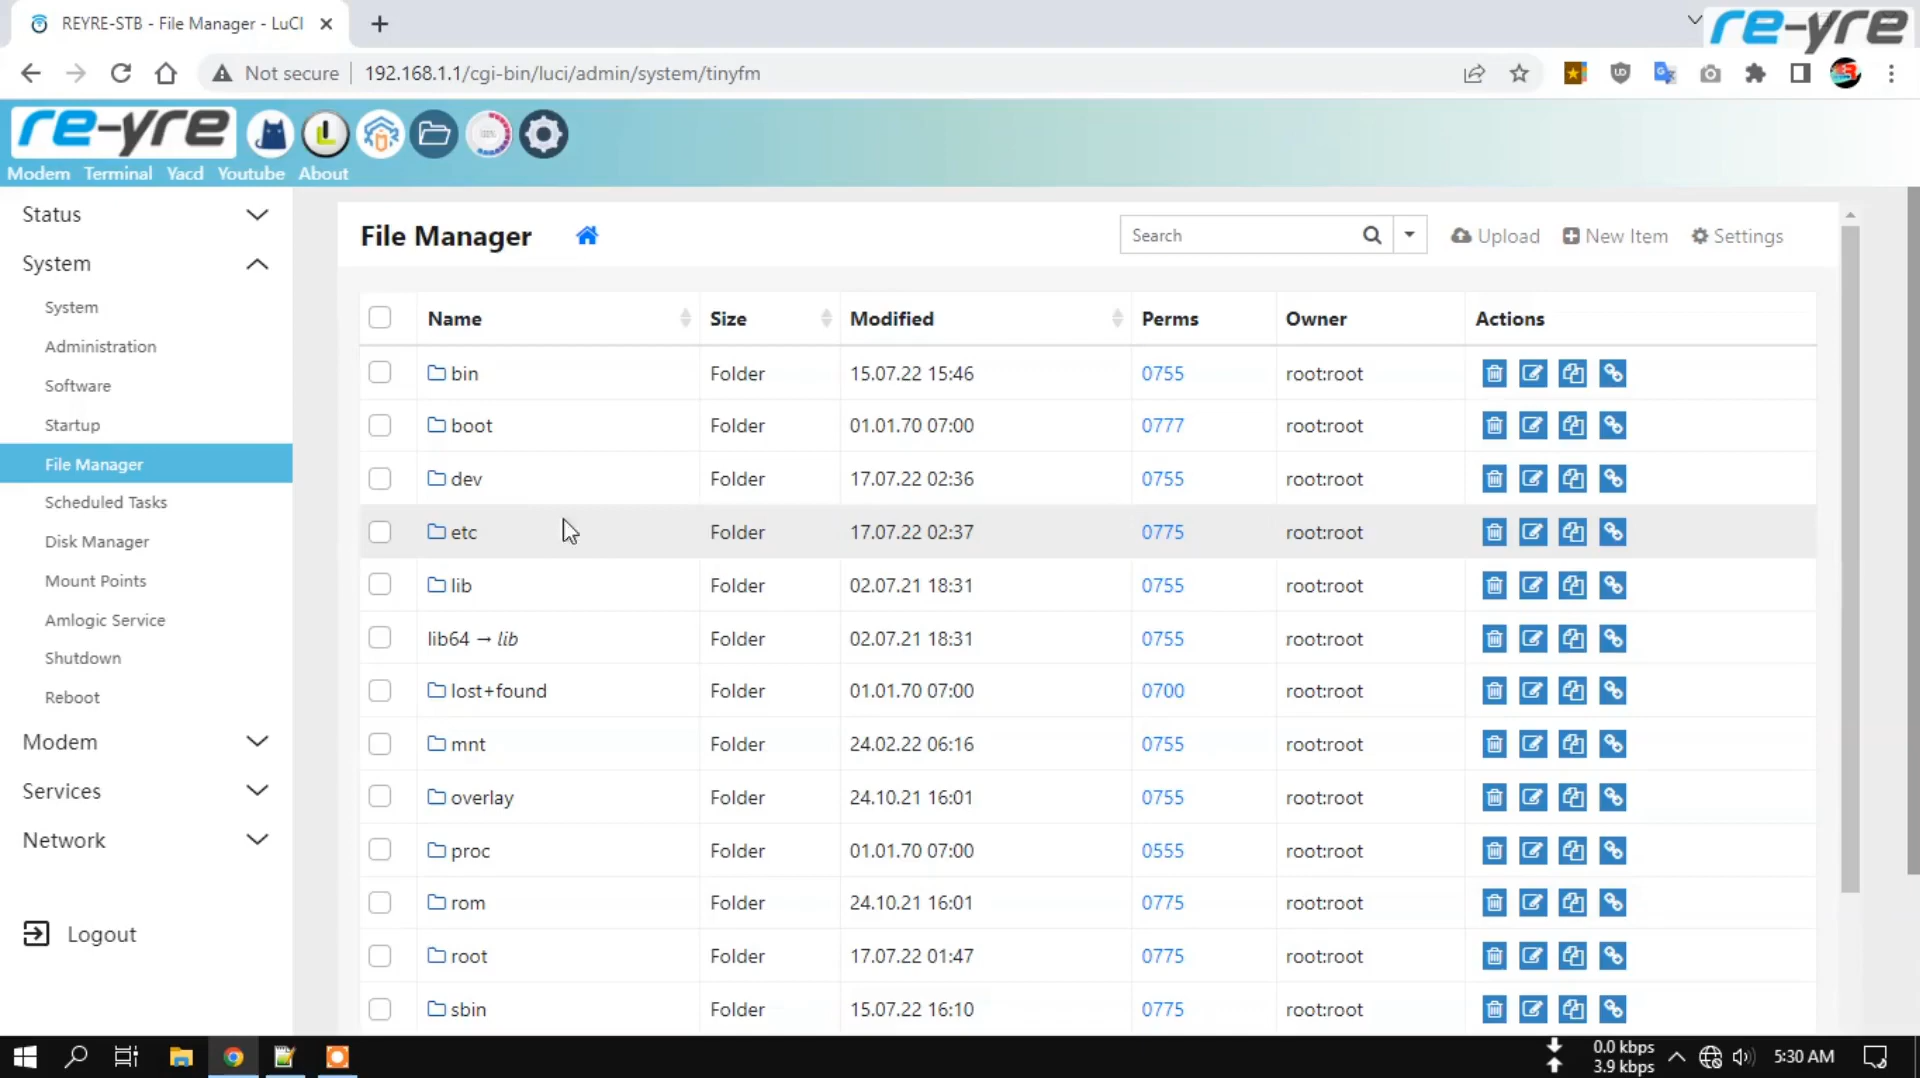 REYRE-STB - File Manager - LuCI
re-yre
Not secure
192.168.1.1/cgi-bin/luci/admin/system/tinyfm
re-yre
Modem Terminal Yacd Youtube About
Status
System
System
Administration
Software
Startup
File Manager
Scheduled Tasks
Disk Manager
Mount Points
Amlogic Service
Shutdown
Reboot
Modem
Services
Network
Logout
File Manager
Search
Upload
New Item
Settings
Name Size Modified Perms Owner Actions
bin Folder 15.07.22 15:46 0755 root:root
boot Folder 01.01.70 07:00 0777 root:root
dev Folder 17.07.22 02:36 0755 root:root
etc Folder 17.07.22 02:37 0775 root:root
lib Folder 02.07.21 18:31 0755 root:root
lib64 → lib Folder 02.07.21 18:31 0755 root:root
lost+found Folder 01.01.70 07:00 0700 root:root
mnt Folder 24.02.22 06:16 0755 root:root
overlay Folder 24.10.21 16:01 0755 root:root
proc Folder 01.01.70 07:00 0555 root:root
rom Folder 24.10.21 16:01 0775 root:root
root Folder 17.07.22 01:47 0775 root:root
sbin Folder 15.07.22 16:10 0775 root:root
0.0 kbps
3.9 kbps
5:30 AM